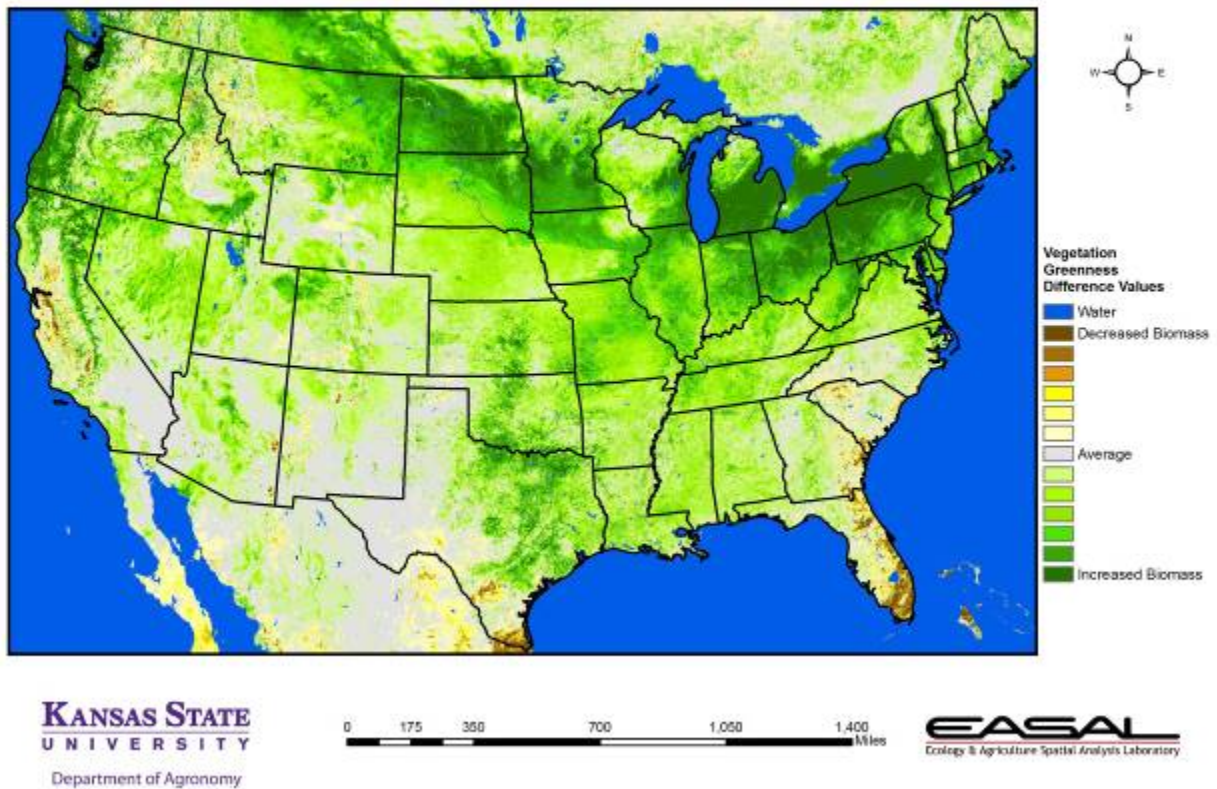 N
W
E
S
Vegetation
Greenness
Difference Values
Water
Decreased Biomass
Average
Increased Biomass
KANSAS STATE
UNIVERSITY
Department of Agronomy
0 175 350 700 1,050 1,400
Miles
EASAL
Ecology & Agriculture Spatial Analysis Laboratory